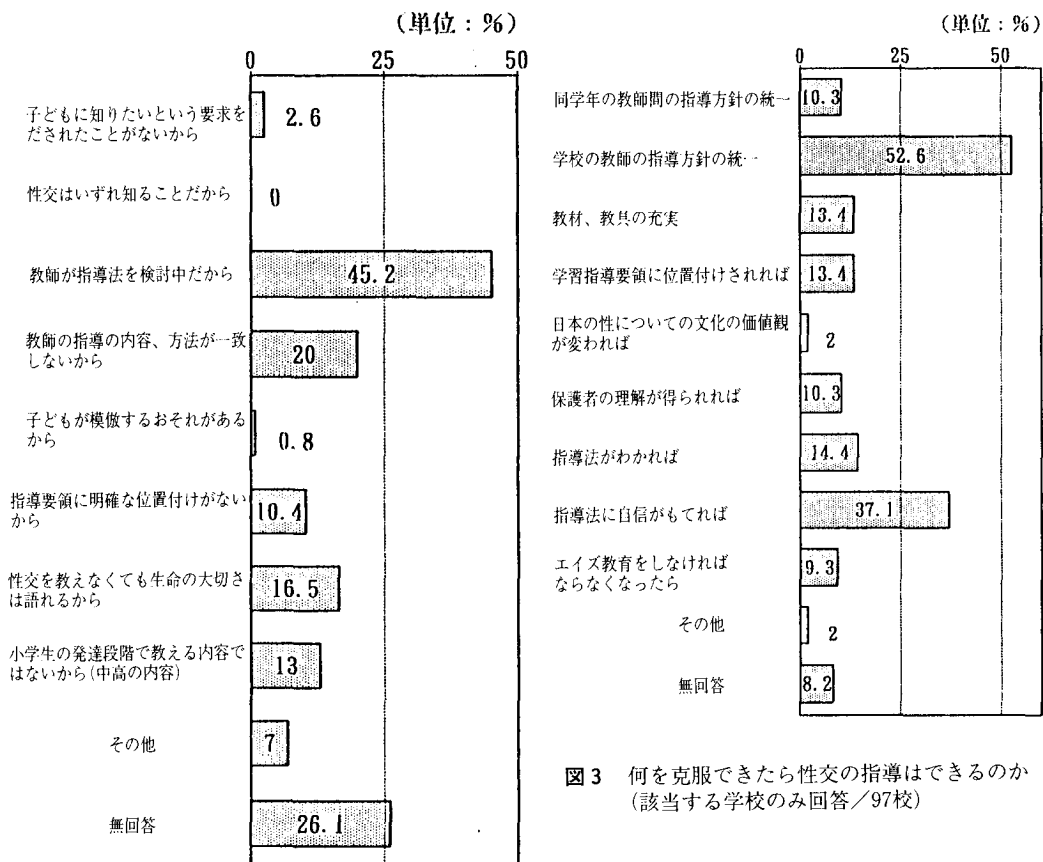 （単位：%）
0 25 50
子どもに知りたいという要求を
だされたことがないから
2.6
性交はいずれ知ることだから
0
教師が指導法を検討中だから
45.2
教師の指導の内容、方法が一致
しないから
20
子どもが模倣するおそれがある
から
0.8
指導要領に明確な位置付けがない
から
10.4
性交を教えなくても生命の大切さ
は語れるから
16.5
小学生の発達段階で教える内容で
はないから(中高の内容)
13
その他
7
無回答
26.1
（単位：%）
0 25 50
同学年の教師間の指導方針の統一
10.3
学校の教師の指導方針の統一
52.6
教材、教具の充実
13.4
学習指導要領に位置付けされれば
13.4
日本の性についての文化の価値観
が変われば
2
保護者の理解が得られれば
10.3
指導法がわかれば
14.4
指導法に自信がもてれば
37.1
エイズ教育をしなければ
ならなくなったら
9.3
その他
2
無回答
8.2
図3 何を克服できたら性交の指導はできるのか
(該当する学校のみ回答／97校)